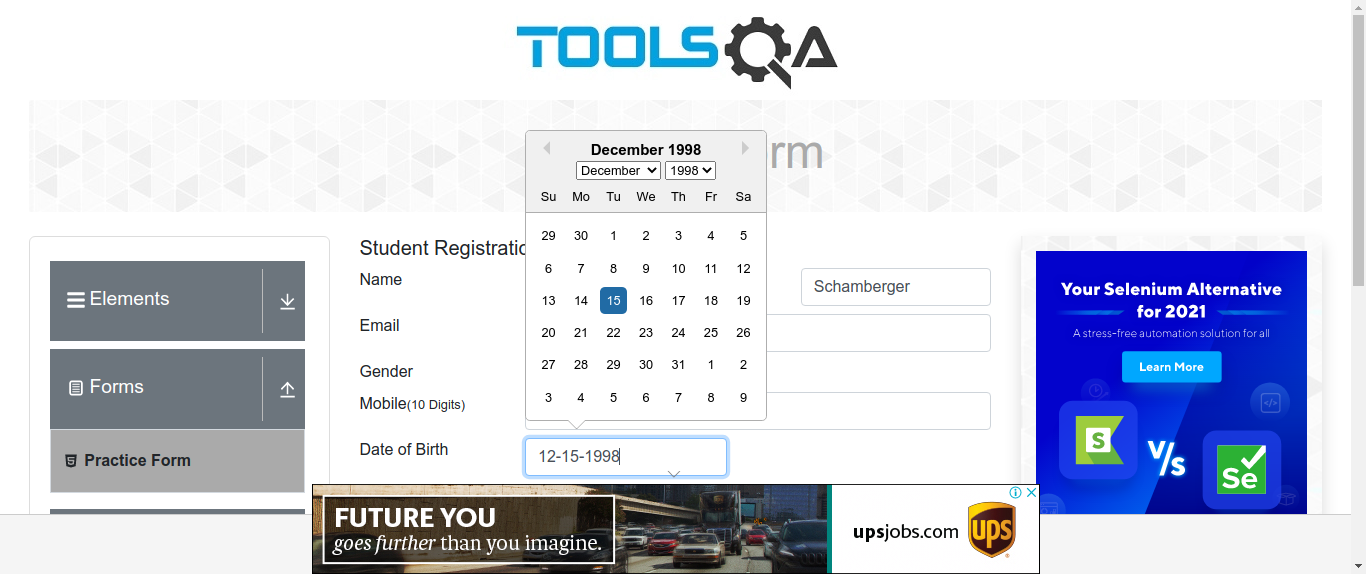 TOOLSQA
rm
December 1998
December 1998
Su Mo Tu We Th Fr Sa
29 30 1 2 3 4 5
6 7 8 9 10 11 12
13 14 15 16 17 18 19
20 21 22 23 24 25 26
27 28 29 30 31 1 2
3 4 5 6 7 8 9
Elements
Forms
Practice Form
Student Registratio
Name
Schamberger
Email
Gender
Mobile(10 Digits)
Date of Birth
12-15-1998
Your Selenium Alternative
for 2021
A stress-free automation solution for all
Learn More
S
V/s
Se
FUTURE YOU
goes further than you imagine.
upsjobs.com
ups